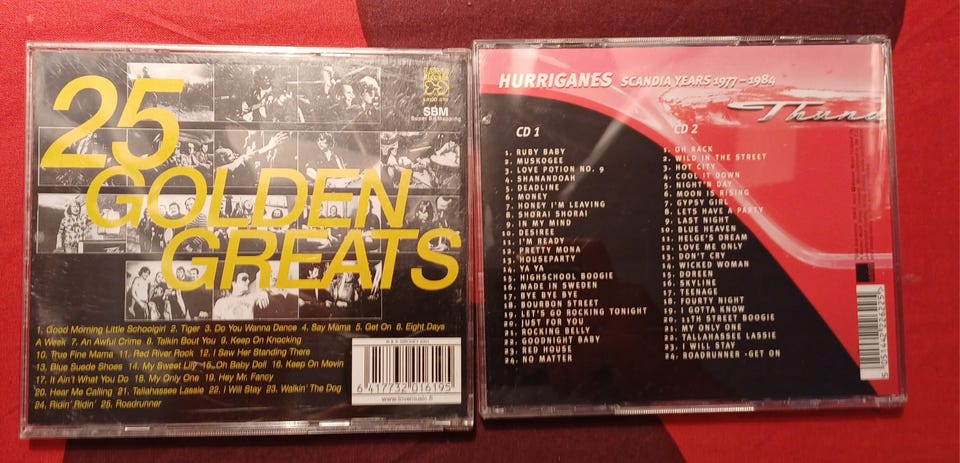 25
GOLDEN
GREATS
SBM
Super Bit Mapping
1. Good Morning Little Schoolgirl 2. Tiger 3. Do You Wanna Dance 4. Say Mama 5. Get On 6. Eight Days
A Week 7. An Awful Crime 8. Talkin Bout You 9. Keep On Knocking
10. True Fine Mama 11. Red River Rock 12. I Saw Her Standing There
13. Blue Suede Shoes 14. My Sweet Lily 15. Oh Baby Doll 16. Keep On Movin
17. It Ain't What You Do 18. My Only One 19. Hey Mr. Fancy
20. Hear Me Calling 21. Tallahassee Lassie 22. I Will Stay 23. Walkin' The Dog
24. Ridin' Ridin' 25. Roadrunner
6 417732 016195
www.lovemusic.fi
HURRIGANES SCANDIA YEARS 1977 – 1984
Thund
CD 1
1. RUBY BABY
2. MUSKOGEE
3. LOVE POTION NO. 9
4. SHANANDOAH
5. DEADLINE
6. MONEY
7. HONEY I'M LEAVING
8. SHORAI SHORAI
9. IN MY MIND
10. DESIREE
11. I'M READY
12. PRETTY MONA
13. HOUSEPARTY
14. YA YA
15. HIGHSCHOOL BOOGIE
16. MADE IN SWEDEN
17. BYE BYE BYE
18. BOURBON STREET
19. LET'S GO ROCKING TONIGHT
20. JUST FOR YOU
21. ROCKING BELLY
22. GOODNIGHT BABY
23. RED HOUSE
24. NO MATTER
CD 2
1. OH RACK
2. WILD IN THE STREET
3. HOT CITY
4. COOL IT DOWN
5. NIGHT'N DAY
6. MOON IS RISING
7. GYPSY GIRL
8. LETS HAVE A PARTY
9. LAST NIGHT
10. BLUE HEAVEN
11. HELGE'S DREAM
12. LOVE ME ONLY
13. DON'T CRY
14. WICKED WOMAN
15. DOREEN
16. SKYLINE
17. TEENAGE
18. FOURTY NIGHT
19. I GOTTA KNOW
20. 11TH STREET BOOGIE
21. MY ONLY ONE
22. TALLAHASSEE LASSIE
23. I WILL STAY
24. ROADRUNNER -GET ON
5 051442 226225